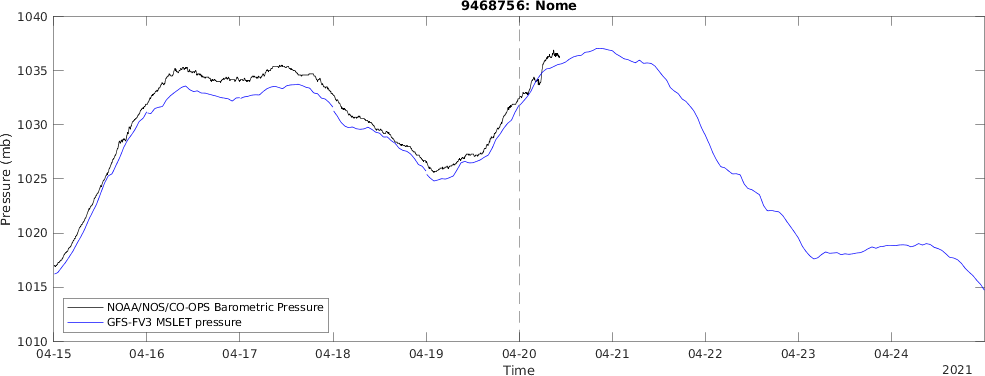 9468756: Nome
1040
1035
1030
1025
1020
1015
1010
Pressure (mb)
NOAA/NOS/CO-OPS Barometric Pressure
GFS-FV3 MSLET pressure
04-15 04-16 04-17 04-18 04-19 04-20 04-21 04-22 04-23 04-24
Time
2021